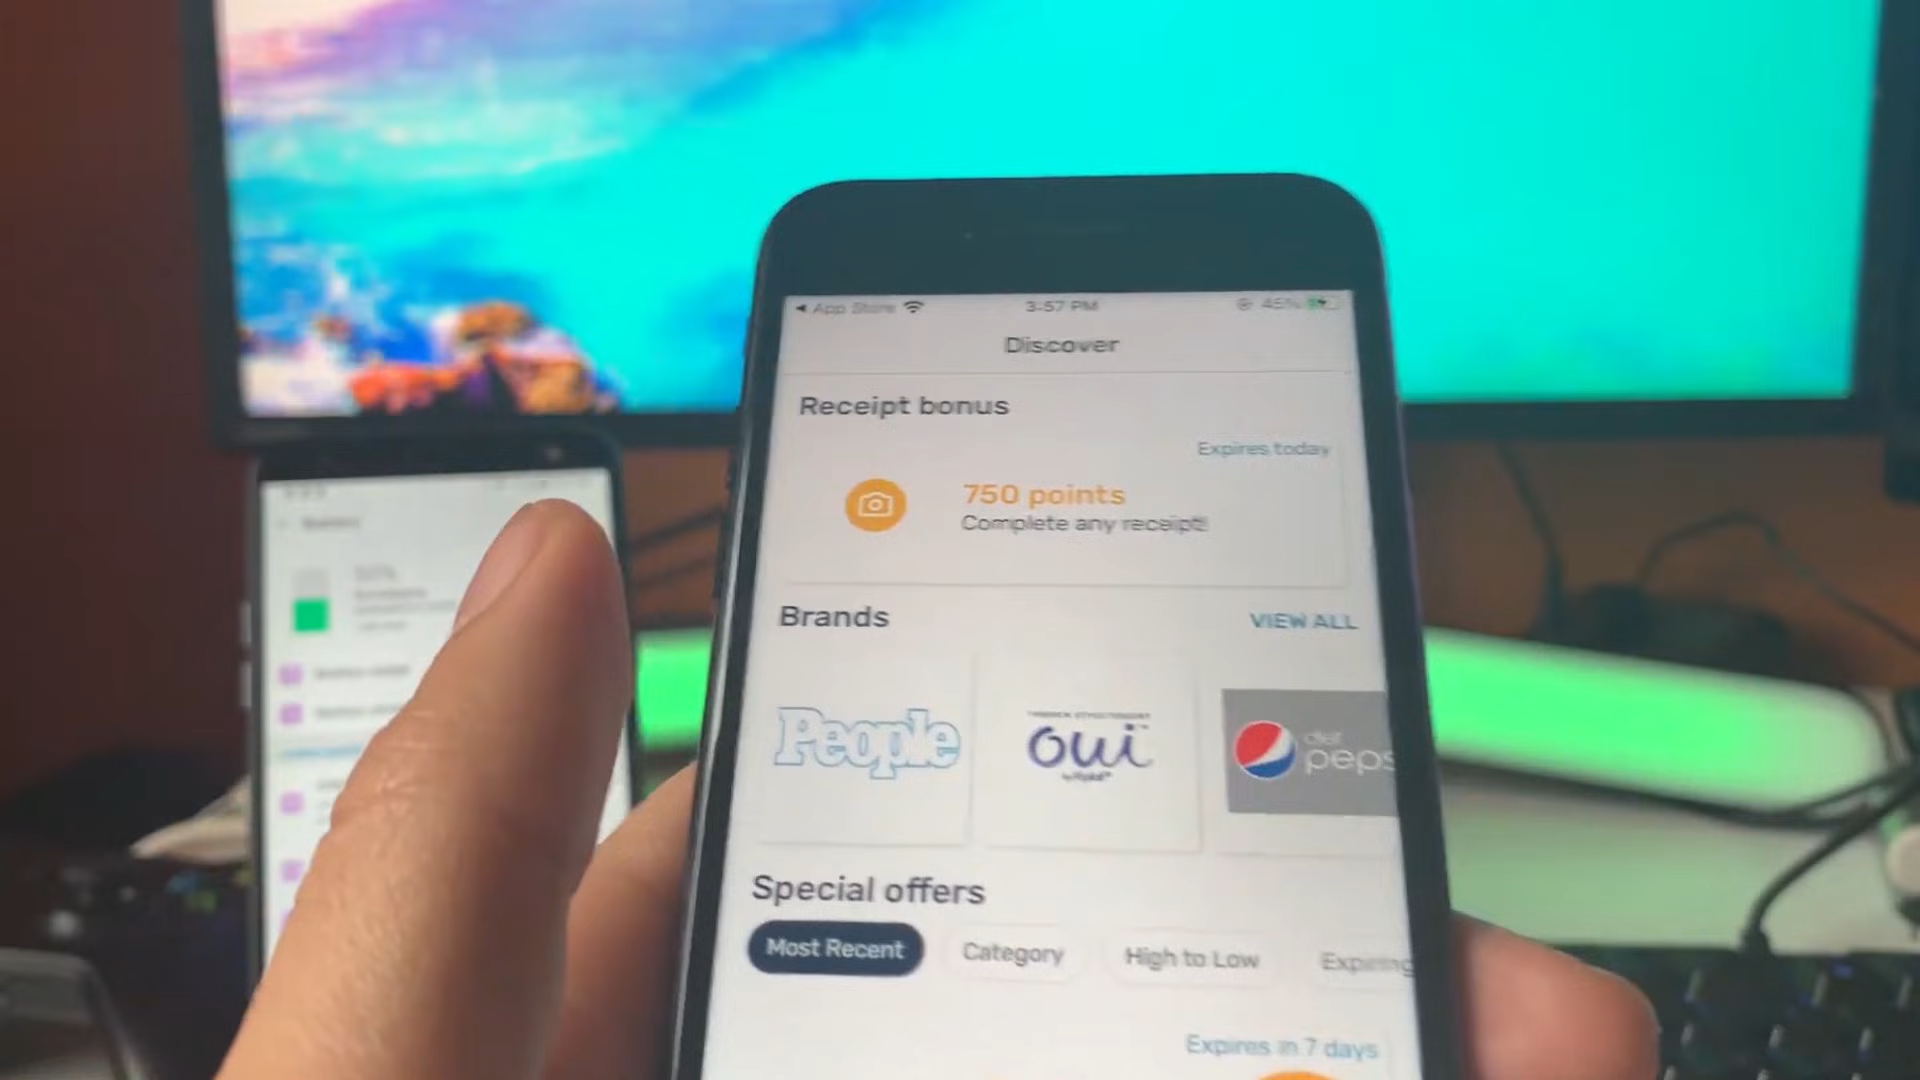 App Store
3:57 PM
45%
Discover
Receipt bonus
Expires today
750 points
Complete any receipt!
Brands
VIEW ALL
People
Oui
diet
peps
Special offers
Most Recent
Category
High to Low
Expiring
Expires in 7 days